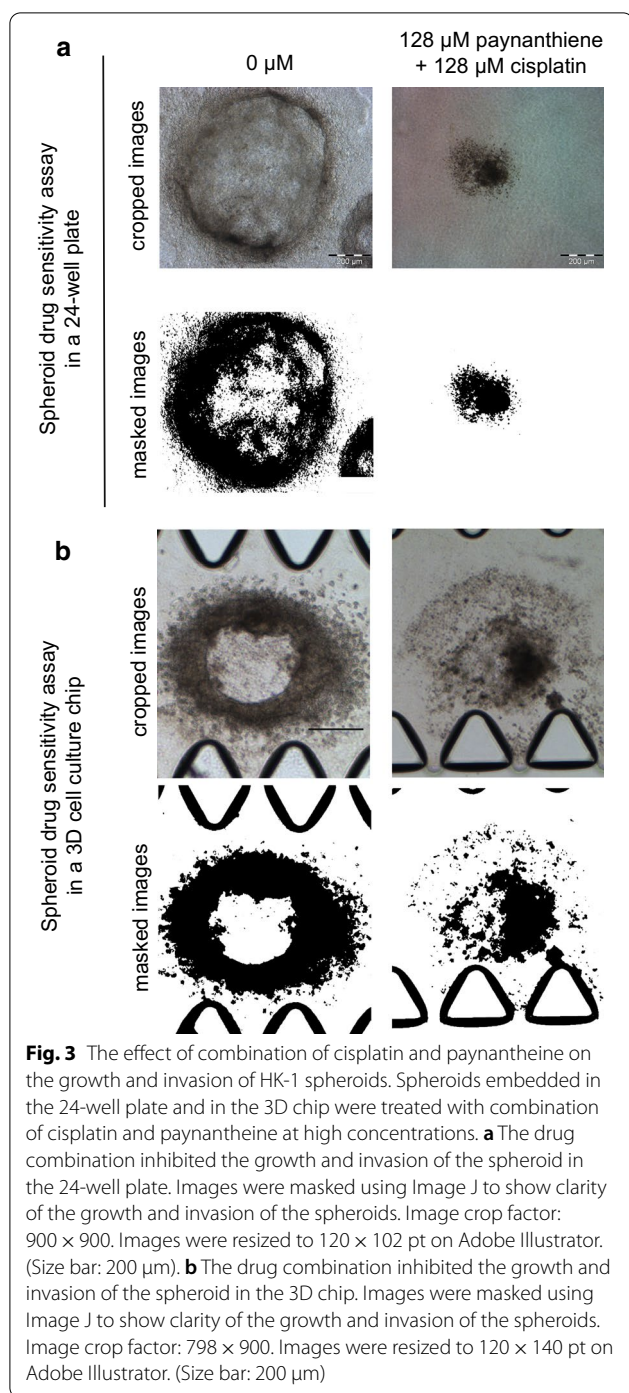 a
0 µM
128 µM paynanthiene
+ 128 µM cisplatin
Spheroid drug sensitivity assay
in a 24-well plate
cropped images
200 µm
masked images
b
Spheroid drug sensitivity assay
in a 3D cell culture chip
cropped images
masked images
Fig. 3 The effect of combination of cisplatin and paynantheine on
the growth and invasion of HK-1 spheroids. Spheroids embedded in
the 24-well plate and in the 3D chip were treated with combination
of cisplatin and paynantheine at high concentrations. a The drug
combination inhibited the growth and invasion of the spheroid in
the 24-well plate. Images were masked using Image J to show clarity
of the growth and invasion of the spheroids. Image crop factor:
900 × 900. Images were resized to 120 × 102 pt on Adobe Illustrator.
(Size bar: 200 µm). b The drug combination inhibited the growth and
invasion of the spheroid in the 3D chip. Images were masked using
Image J to show clarity of the growth and invasion of the spheroids.
Image crop factor: 798 × 900. Images were resized to 120 × 140 pt on
Adobe Illustrator. (Size bar: 200 µm)